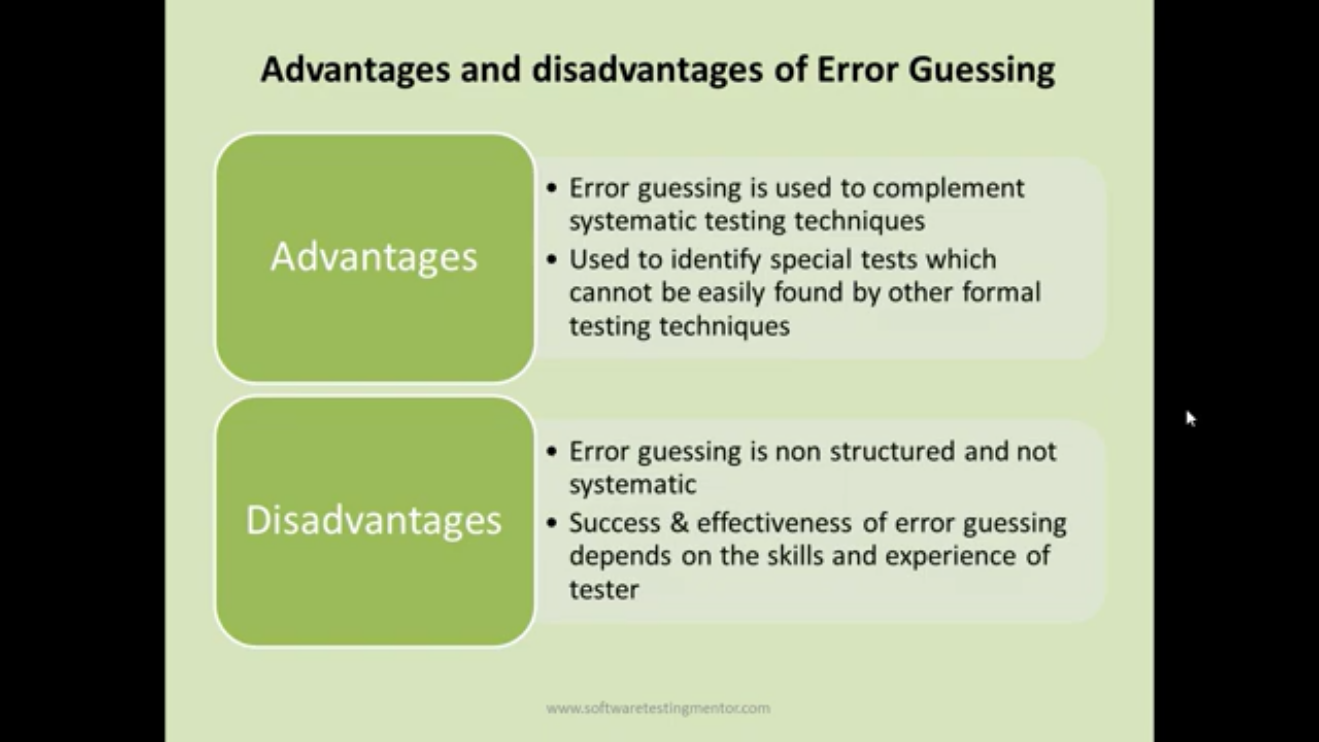 Advantages and disadvantages of Error Guessing
Advantages
• Error guessing is used to complement
systematic testing techniques
• Used to identify special tests which
cannot be easily found by other formal
testing techniques
Disadvantages
• Error guessing is non structured and not
systematic
• Success & effectiveness of error guessing
depends on the skills and experience of
tester
www.softwaretestingmentor.com